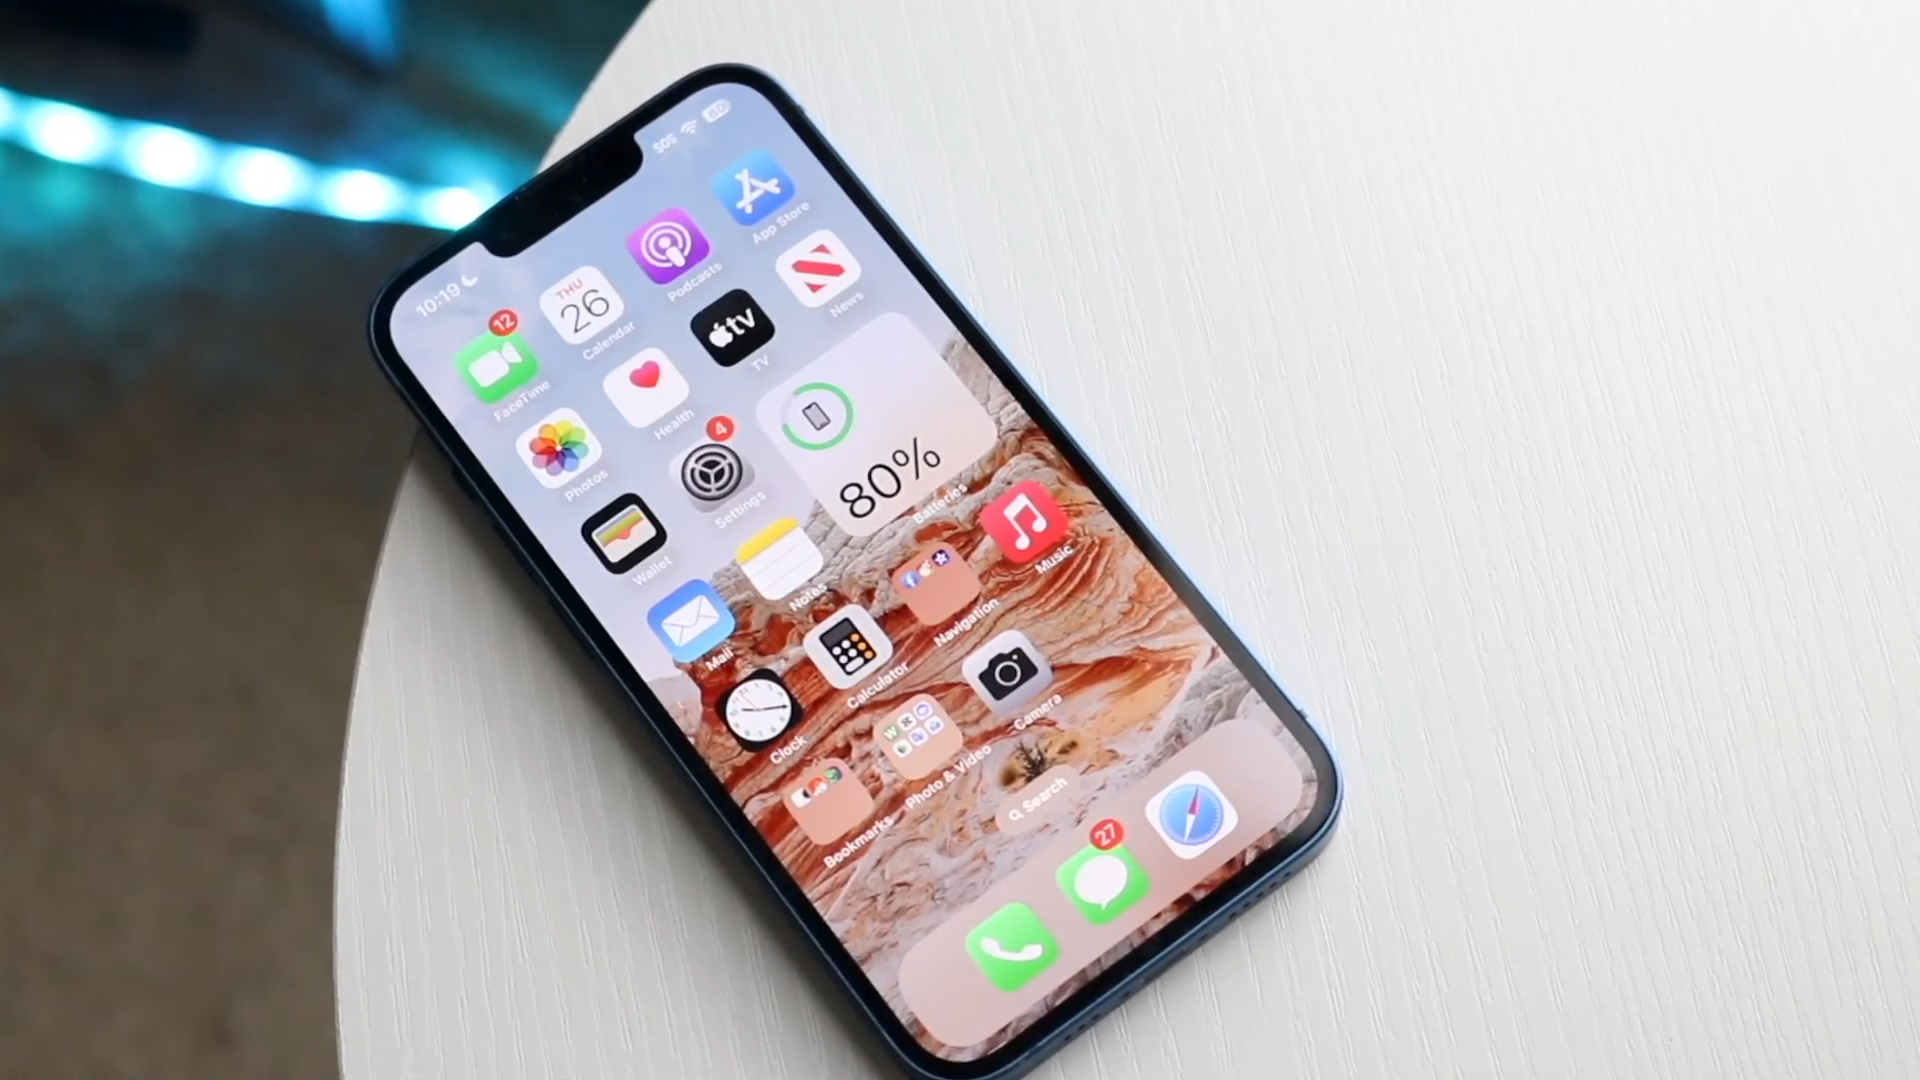 10:19
SOS
80
12
FaceTime
THU
26
Calendar
Podcasts
App Store
Photos
Health
tv
TV
News
Wallet
4
Settings
80%
Batteries
Mail
Notes
Navigation
Music
Clock
Calculator
Camera
Bookmarks
Photo & Video
Search
27